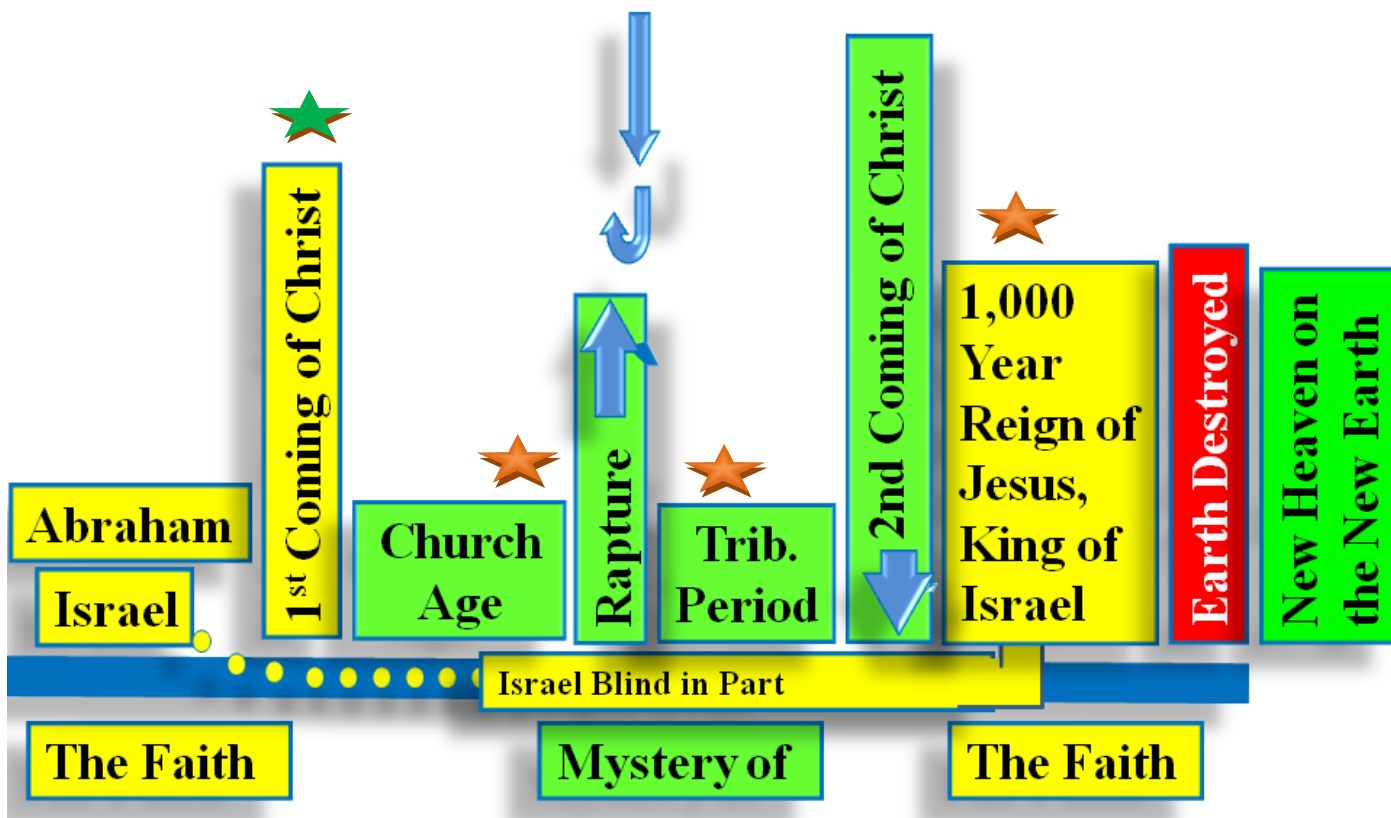 Abraham
Israel
1st Coming of Christ
Church
Age
Rapture
Trib.
Period
2nd Coming of Christ
1,000
Year
Reign of
Jesus,
King of
Israel
Earth Destroyed
New Heaven on
the New Earth
Israel Blind in Part
The Faith
Mystery of
The Faith